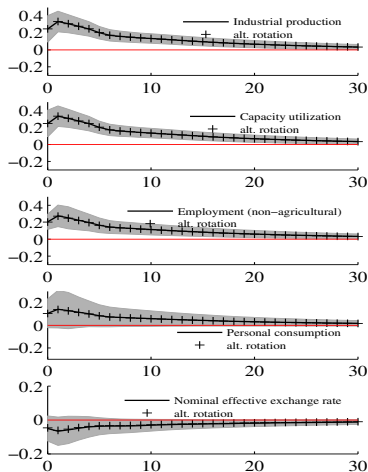 0.4
0.2
0
−0.2
0 10 20 30
Industrial production
alt. rotation
0.4
0.2
0
−0.2
0 10 20 30
Capacity utilization
alt. rotation
0.4
0.2
0
−0.2
0 10 20 30
Employment (non−agricultural)
alt. rotation
0.2
0
−0.2
0 10 20 30
Personal consumption
alt. rotation
0.2
0
−0.2
0 10 20 30
Nominal effective exchange rate
alt. rotation